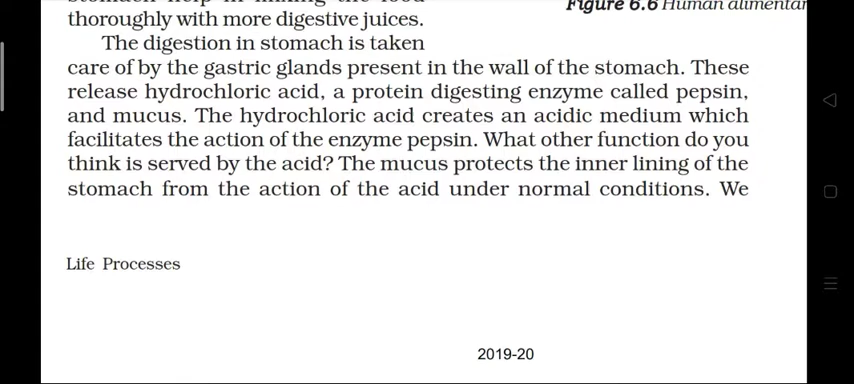 thoroughly with more digestive juices.
Figure 6.6 Human alimentar
The digestion in stomach is taken
care of by the gastric glands present in the wall of the stomach. These
release hydrochloric acid, a protein digesting enzyme called pepsin,
and mucus. The hydrochloric acid creates an acidic medium which
facilitates the action of the enzyme pepsin. What other function do you
think is served by the acid? The mucus protects the inner lining of the
stomach from the action of the acid under normal conditions. We
Life Processes
2019-20